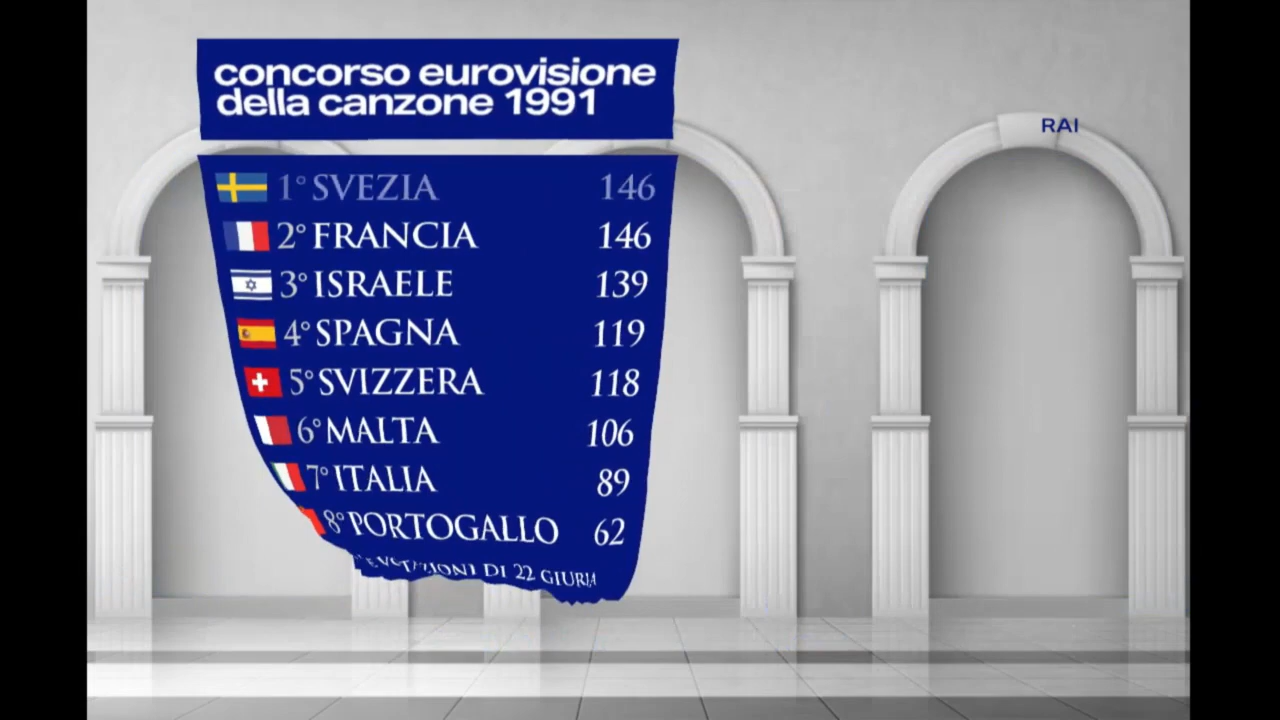 concorso eurovisione
della canzone 1991
RAI
1° SVEZIA 146
2° FRANCIA 146
3° ISRAELE 139
4° SPAGNA 119
5° SVIZZERA 118
6° MALTA 106
7° ITALIA 89
8° PORTOGALLO 62
DI 22 GIURIA